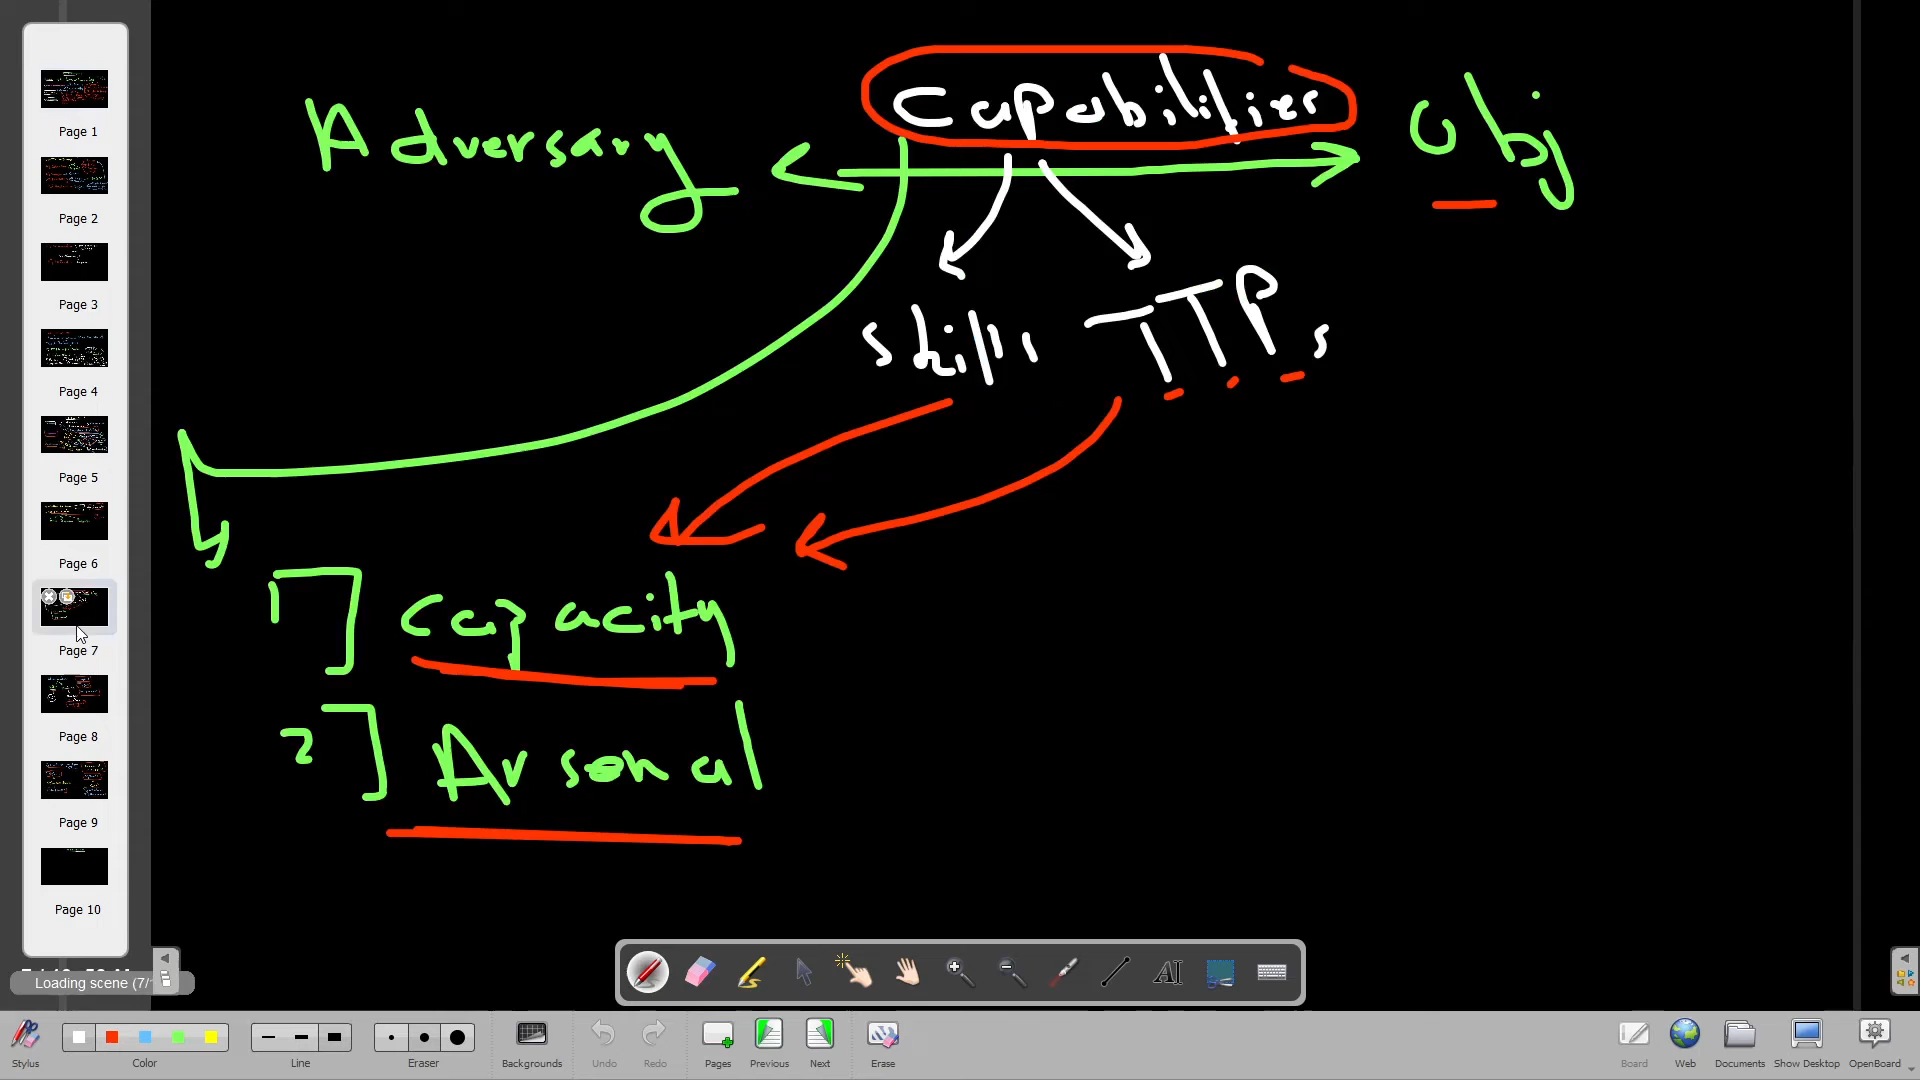 Adversary
Capabilities
Obj
Skills
TTPs
1] Capacity
2] Arsenal
Page 1
Page 2
Page 3
Page 4
Page 5
Page 6
Page 7
Page 8
Page 9
Page 10
Loading scene (7/
AI
Stylus
Color
Line
Eraser
Backgrounds
Undo
Redo
Pages
Previous
Next
Erase
Board
Web
Documents
Show Desktop
OpenBoard